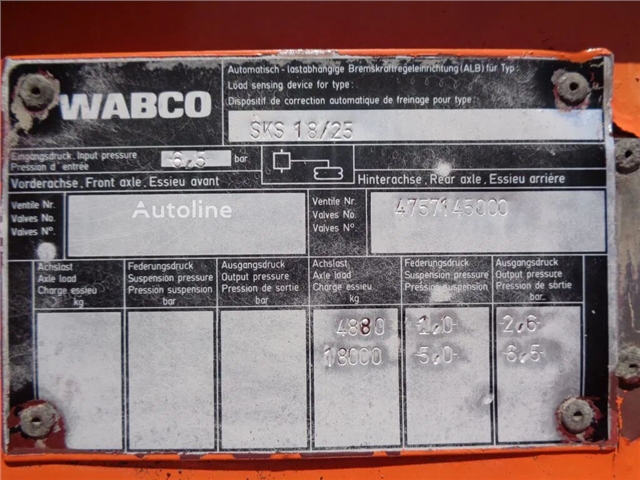 WABCO
Automatisch - lastabhängige Bremskraftregeleinrichtung (ALB) für Typ:
Load sensing device for type:
Dispositif de correction automatique de freinage pour type:
SKS 18/25
Eingangsdruck, Input pressure 6,5 bar
Pression d'entrée
Vorderachse, Front axle, Essieu avant
Hinterachse, Rear axle, Essieu arriére
Ventile Nr.
Valves No.
Valves N°.
Ventile Nr.
Valves No.
Valves N°
4757145000
Autoline
Achslast
Axle load
Charge essieu
kg
Federungsdruck
Suspension pressure
Pression suspension
bar
Ausgangsdruck
Output pressure
Pression de sortie
bar
Achslast
Axle load
Charge essieu
kg
Federungsdruck
Suspension pressure
Pression suspension
Ausgangsdruck
Output pressure
Pression de sortie
bar
4880 1,0 2,6
18000 5,0 6,5